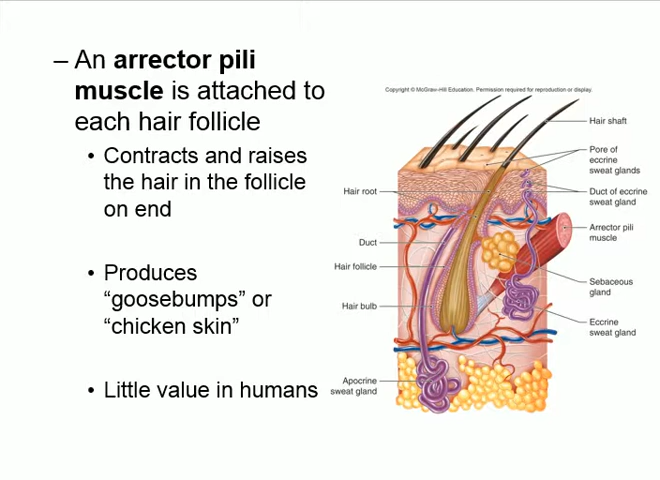 – An arrector pili
muscle is attached to
each hair follicle
• Contracts and raises
the hair in the follicle
on end
• Produces
“goosebumps” or
“chicken skin”
• Little value in humans
Copyright © McGraw-Hill Education. Permission required for reproduction or display.
Hair shaft
Pore of
eccrine
sweat glands
Hair root
Duct of eccrine
sweat gland
Arrector pili
muscle
Duct
Hair follicle
Sebaceous
gland
Hair bulb
Eccrine
sweat gland
Apocrine
sweat gland